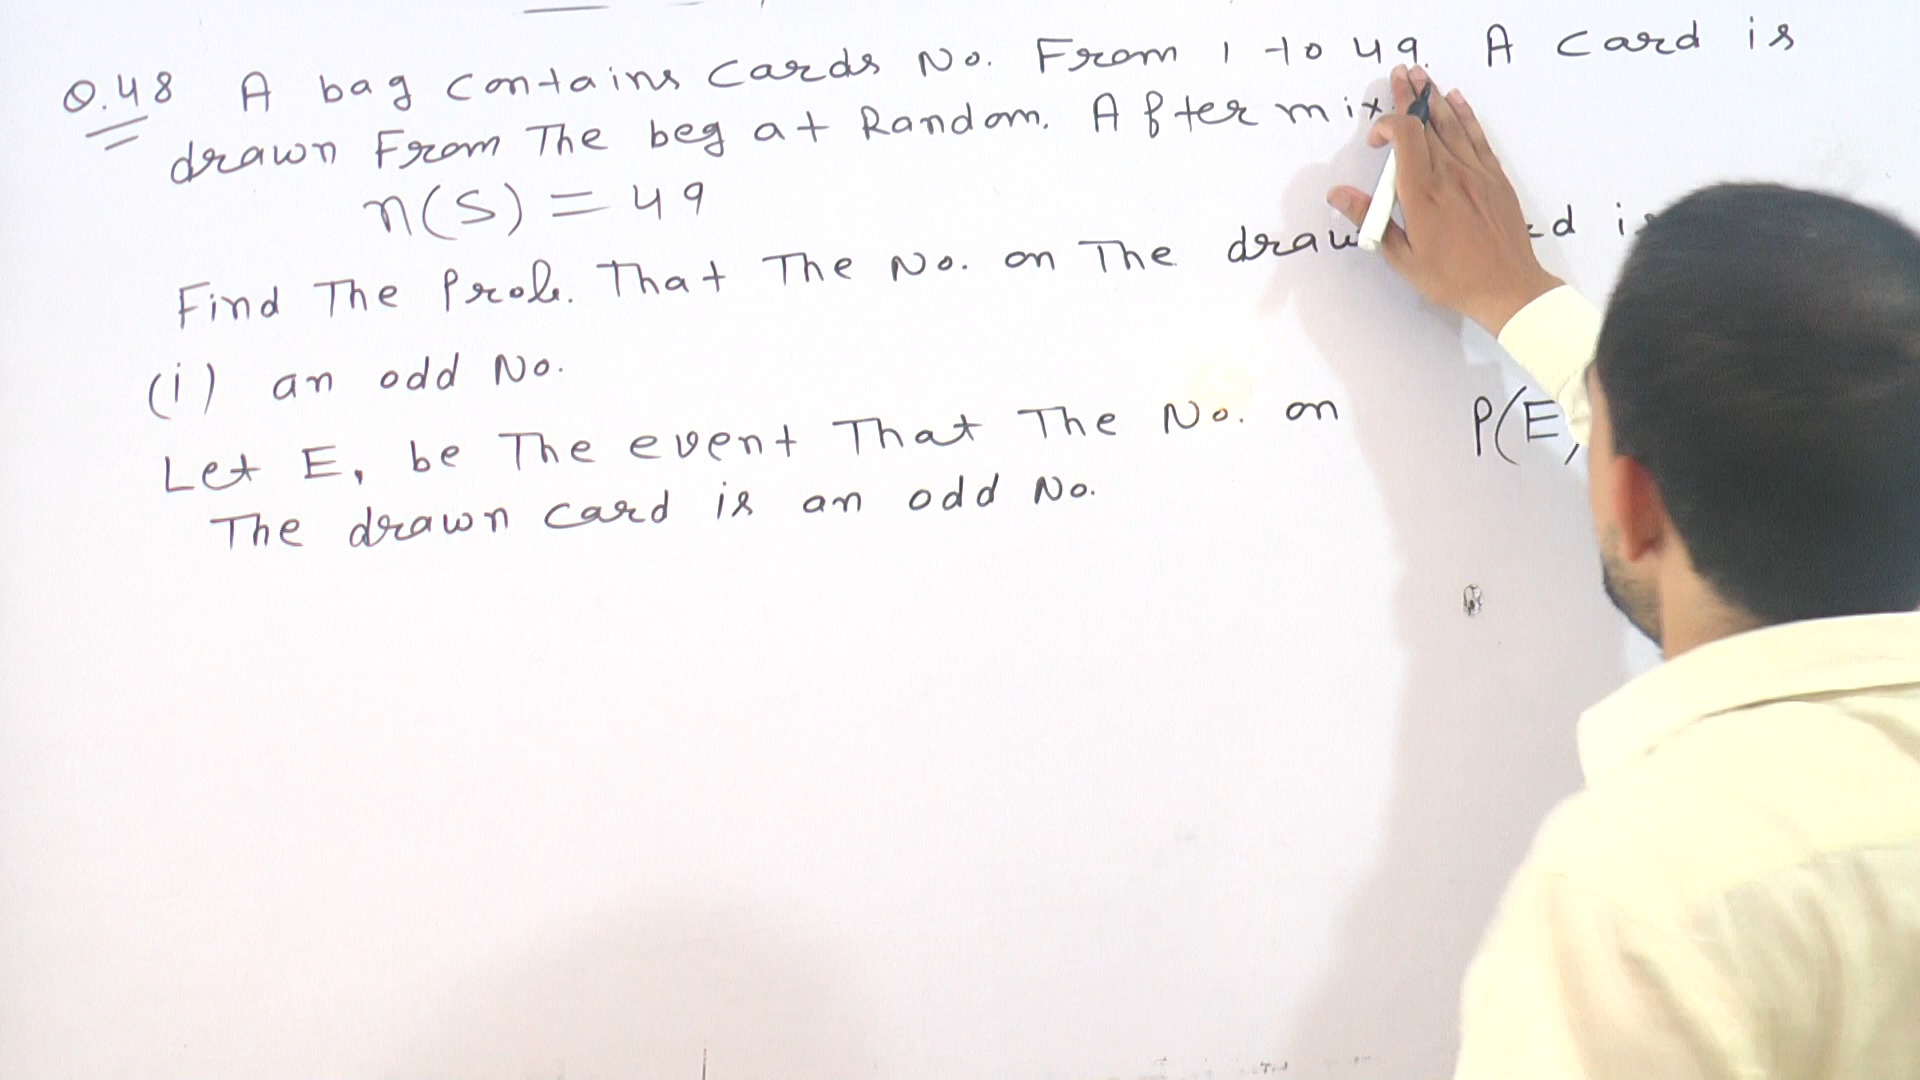 Q.48 A bag contains cards No. From 1 to 49. A card is
drawn From The beg at Random. After mix
n(S) = 49
Find The Prob. That The No. on The
(i) an odd No.
Let E, be The event That The No. on
The drawn card is an odd No.
P(E,